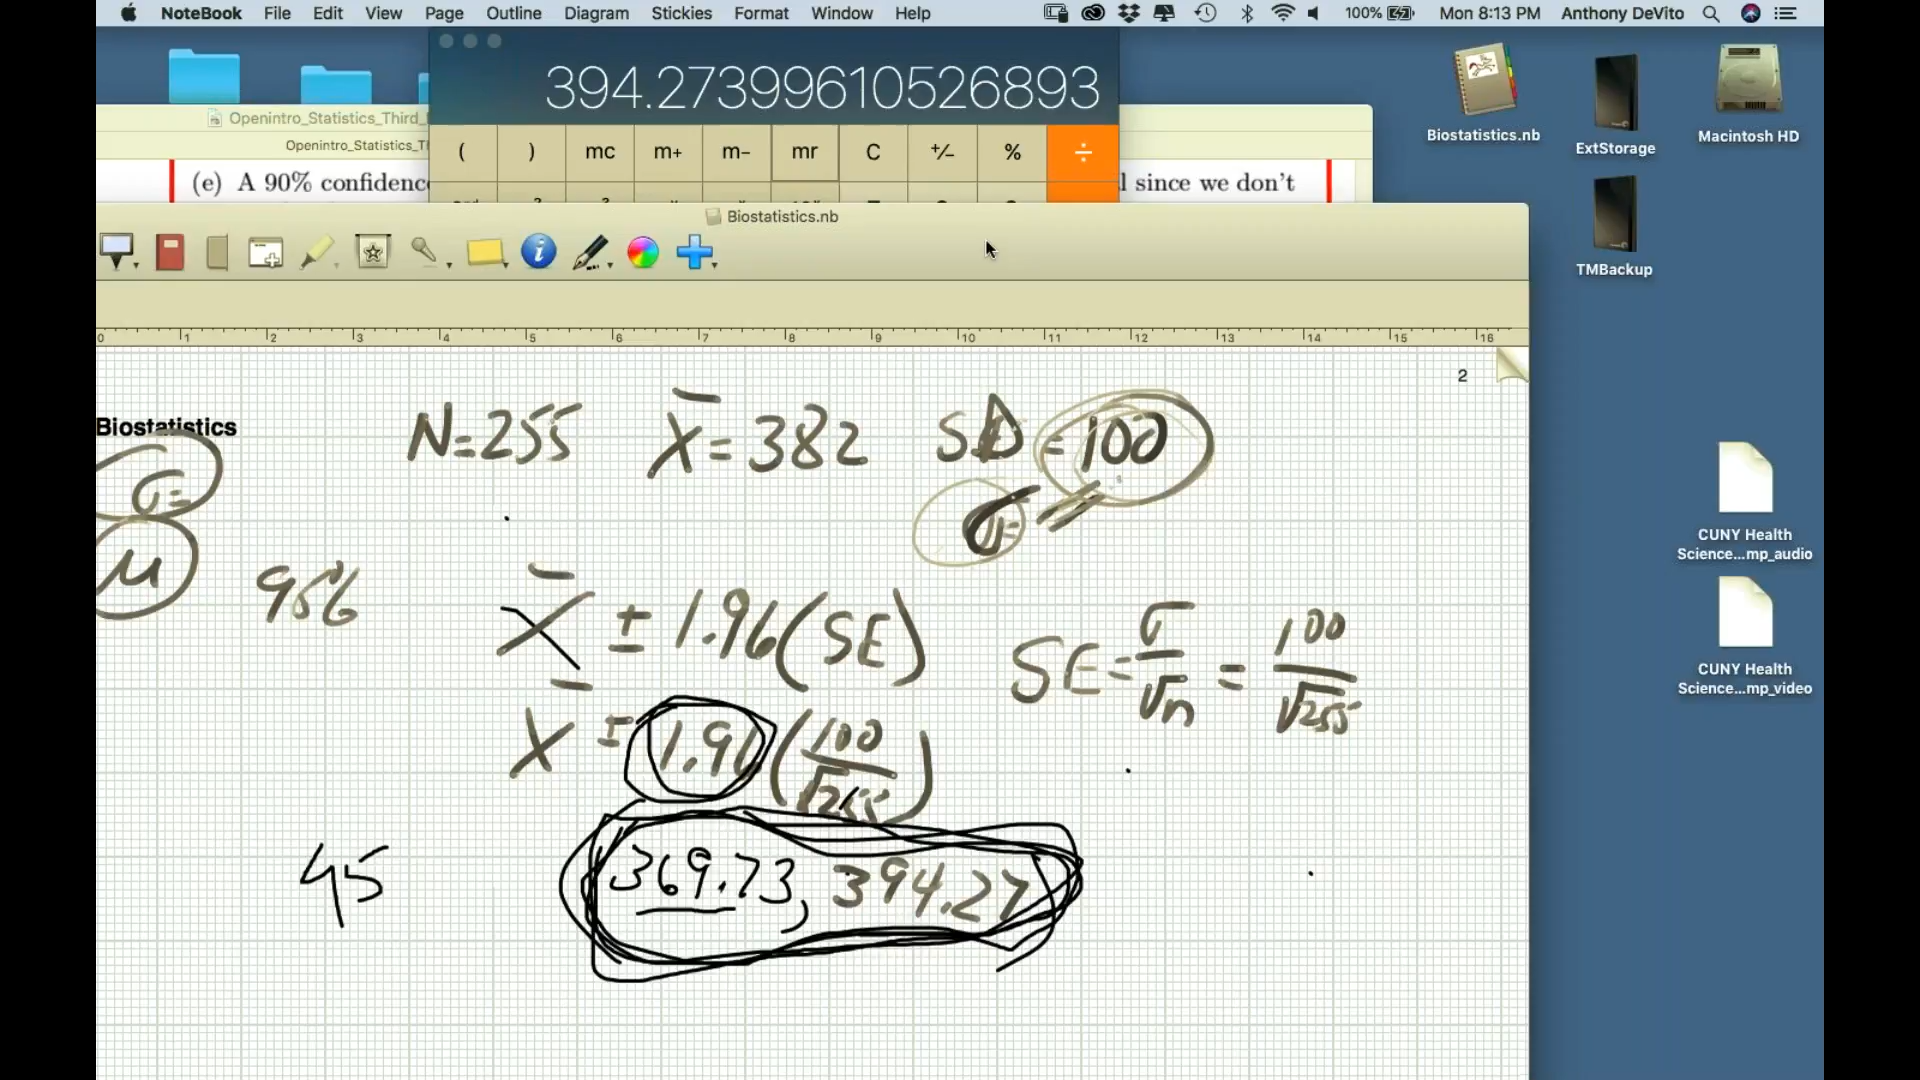 NoteBook File Edit View Page Outline Diagram Stickies Format Window Help 100% Mon 8:13 PM Anthony DeVito
394.27399610526893
Openintro_Statistics_Third_
Openintro_Statistics_Th
( ) mc m+ m- mr C +/- % ÷
(e) A 90% confidenc
l since we don't
Biostatistics.nb
ExtStorage
Macintosh HD
TMBackup
Biostatistics.nb
0 1 2 3 4 5 6 7 8 9 10 11 12 13 14 15 16
2
Biostatistics
N=255 X̄=382 SD=100
σ=
σ=
μ
95%
X̄ ± 1.96(SE) SE=σ/√n = 100/√255
X̄ ± 1.96(100/√255)
45
369.73, 394.27
CUNY Health
Science...mp_audio
CUNY Health
Science...mp_video